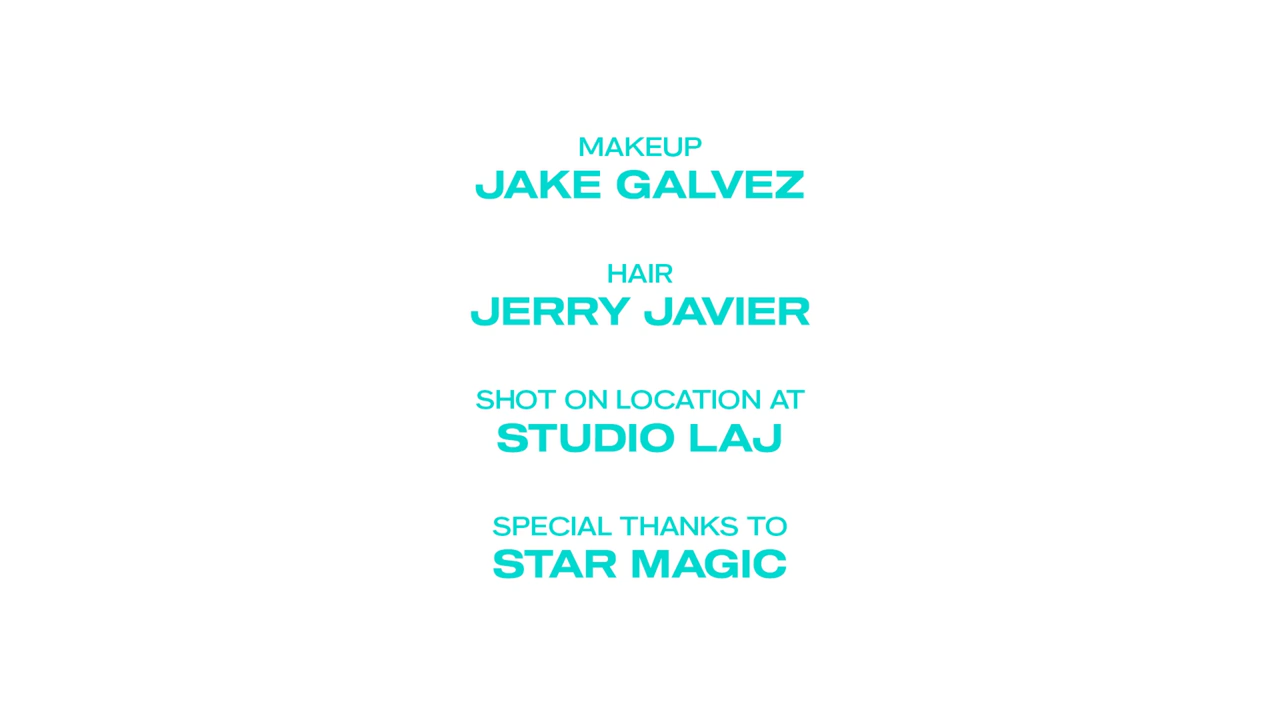 MAKEUP
JAKE GALVEZ
HAIR
JERRY JAVIER
SHOT ON LOCATION AT
STUDIO LAJ
SPECIAL THANKS TO
STAR MAGIC